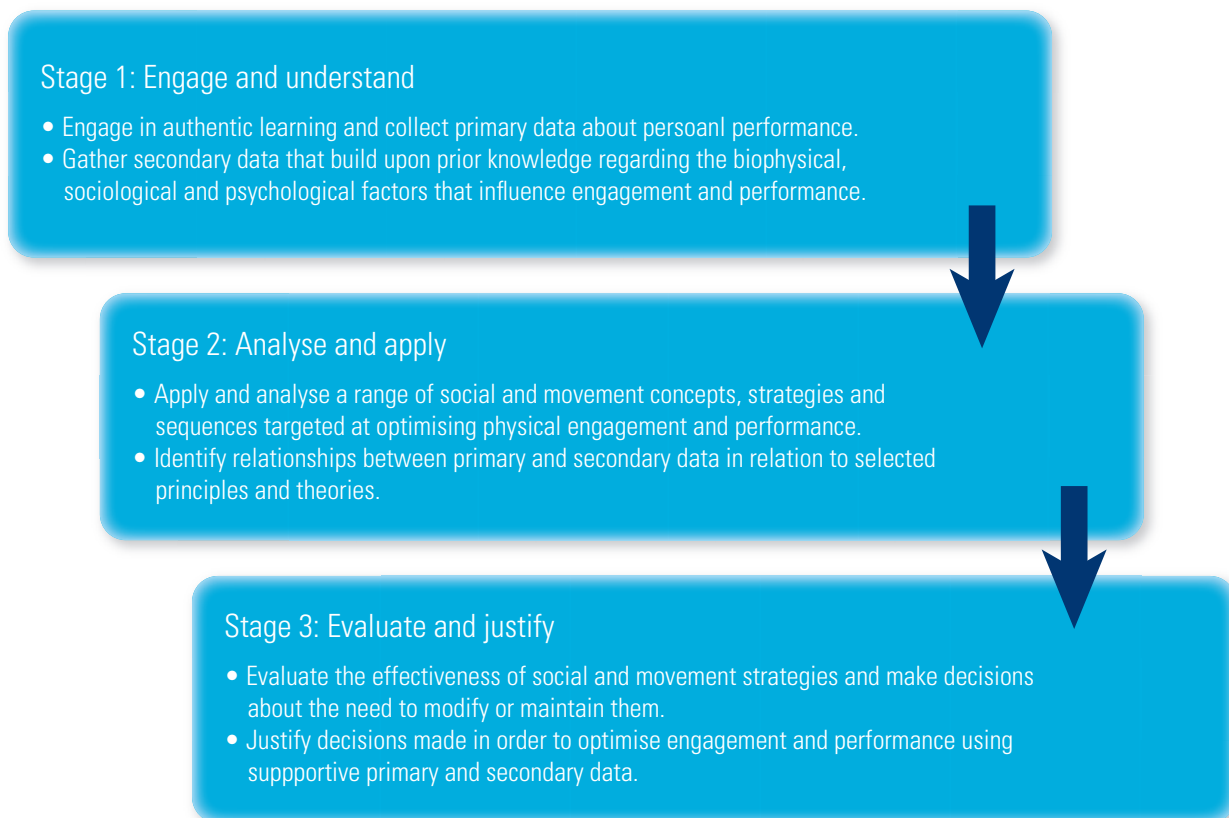 Stage 1: Engage and understand
• Engage in authentic learning and collect primary data about persoanl performance.
• Gather secondary data that build upon prior knowledge regarding the biophysical,
sociological and psychological factors that influence engagement and performance.
Stage 2: Analyse and apply
• Apply and analyse a range of social and movement concepts, strategies and
sequences targeted at optimising physical engagement and performance.
• Identify relationships between primary and secondary data in relation to selected
principles and theories.
Stage 3: Evaluate and justify
• Evaluate the effectiveness of social and movement strategies and make decisions
about the need to modify or maintain them.
• Justify decisions made in order to optimise engagement and performance using
suppportive primary and secondary data.